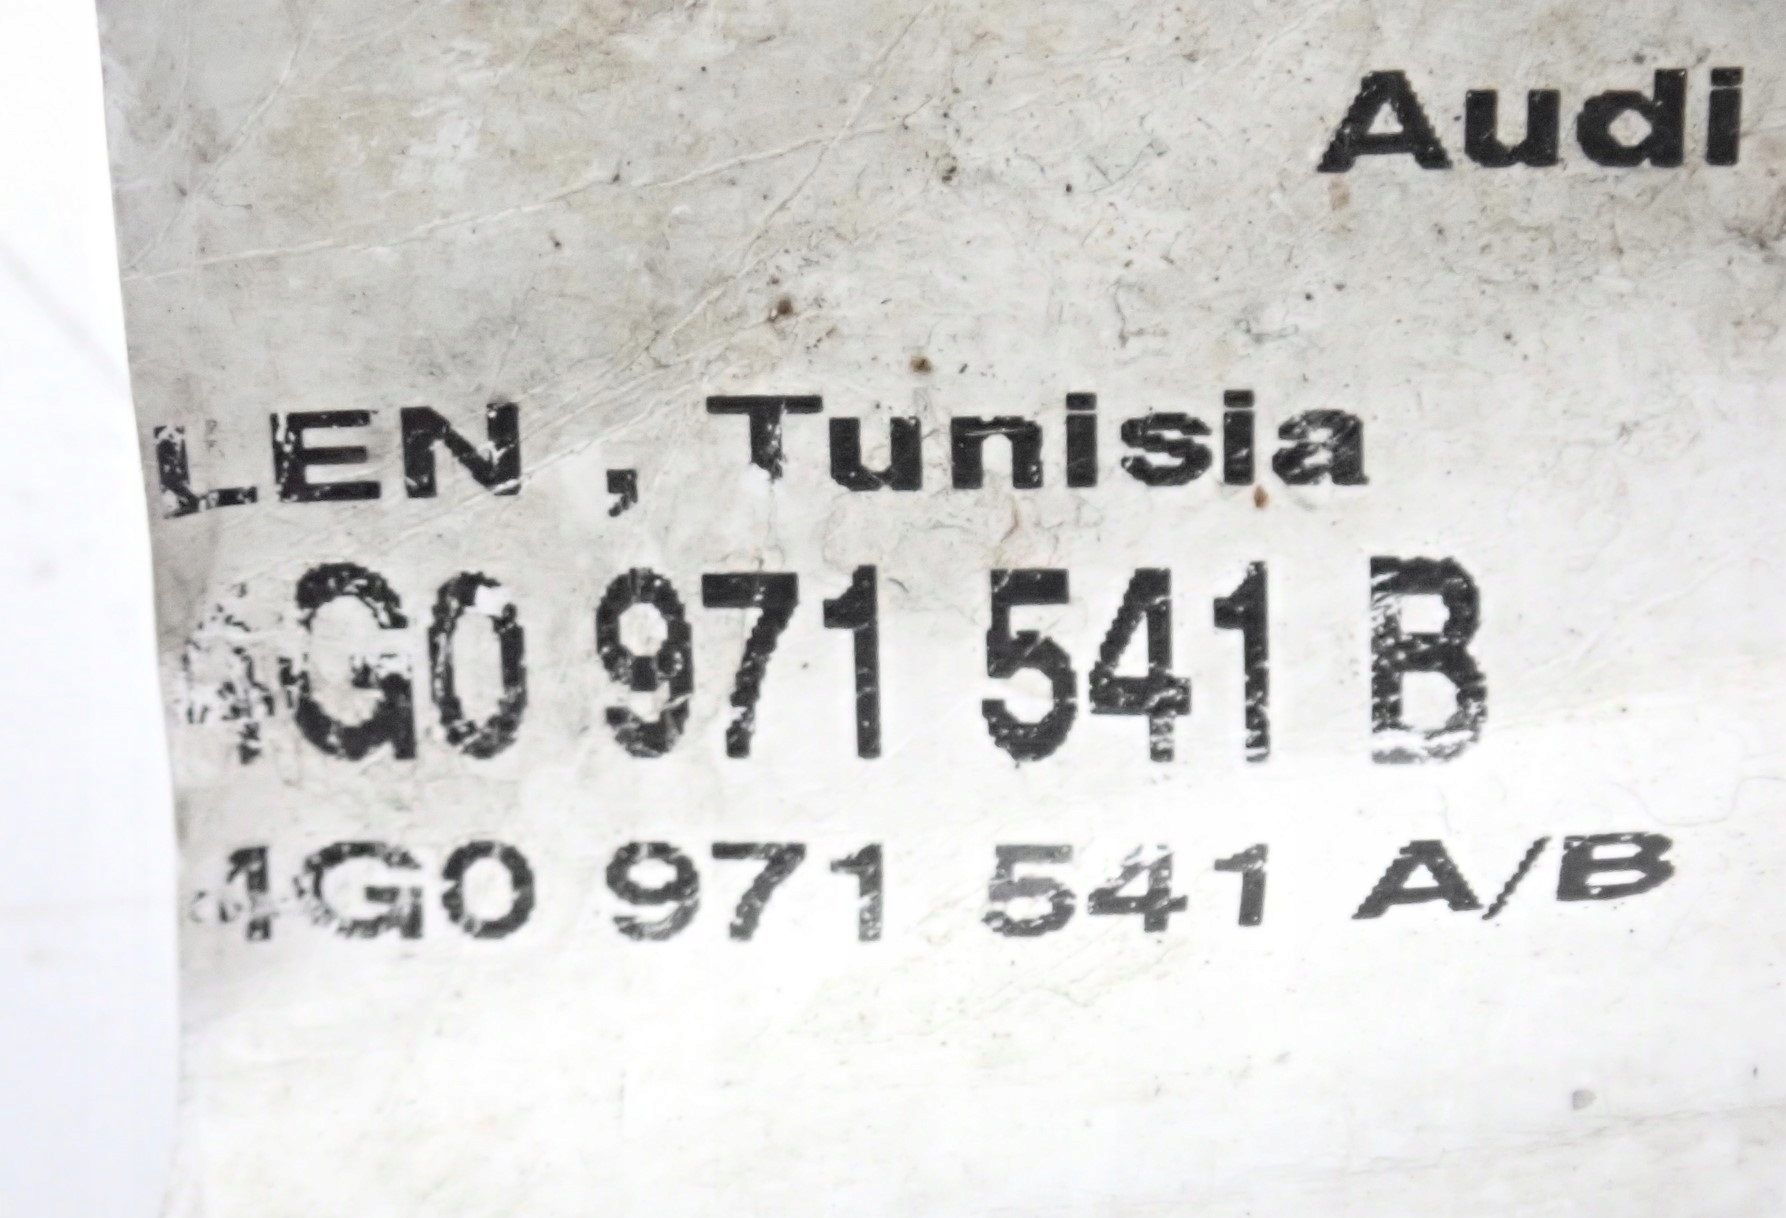 Audi
LEN , Tunisia
4G0 971 541 B
4G0 971 541 A/B